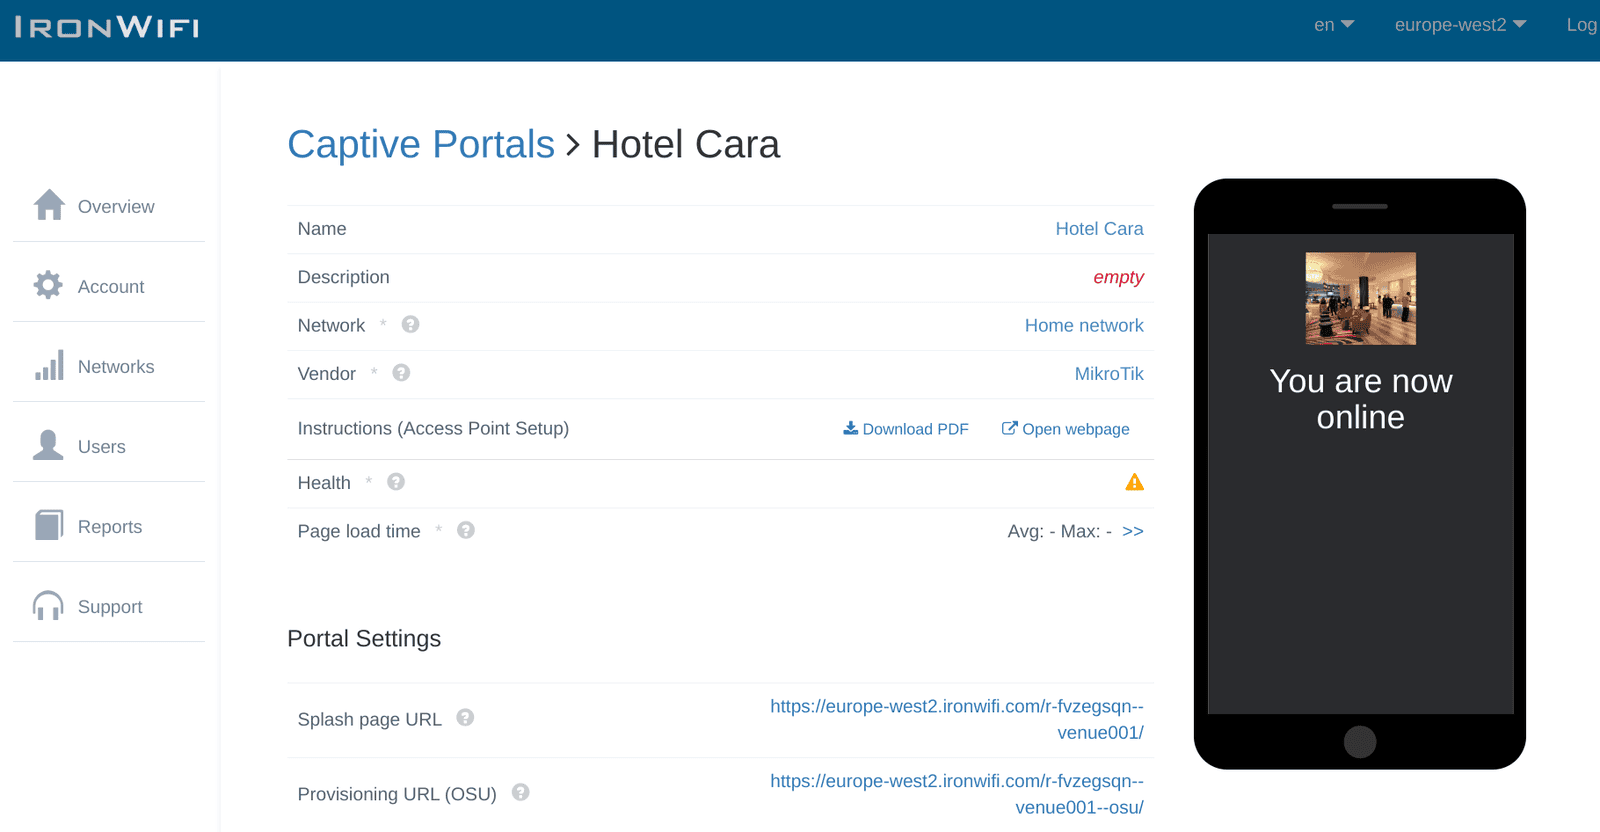 IRONWIFI
en
europe-west2
Log
Captive Portals > Hotel Cara
Overview
Account
Networks
Users
Reports
Support
Name
Hotel Cara
Description
empty
Network * ?
Home network
Vendor * ?
MikroTik
Instructions (Access Point Setup)
Download PDF
Open webpage
Health * ?
Page load time * ?
Avg: - Max: - >>
Portal Settings
Splash page URL ?
https://europe-west2.ironwifi.com/r-fvzegsqn--
venue001/
Provisioning URL (OSU) ?
https://europe-west2.ironwifi.com/r-fvzegsqn--
venue001--osu/
You are now
online